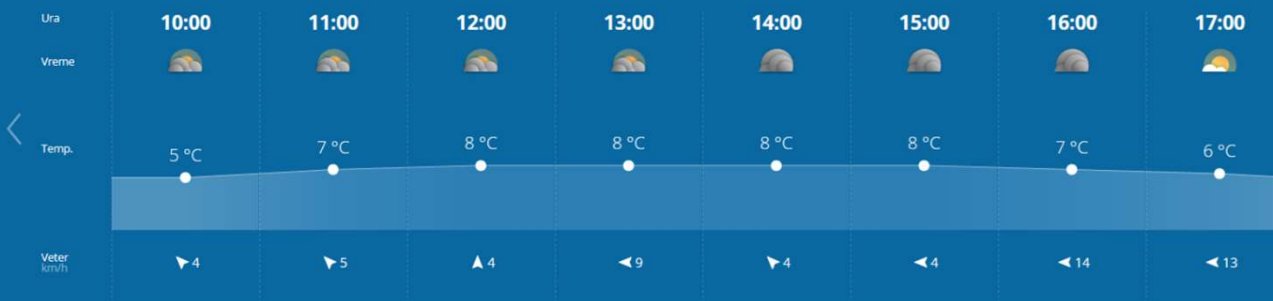 Ura 10:00 11:00 12:00 13:00 14:00 15:00 16:00 17:00
Vreme
Temp. 5 °C 7 °C 8 °C 8 °C 8 °C 8 °C 7 °C 6 °C
Veter 4 5 4 9 4 4 14 13
km/h